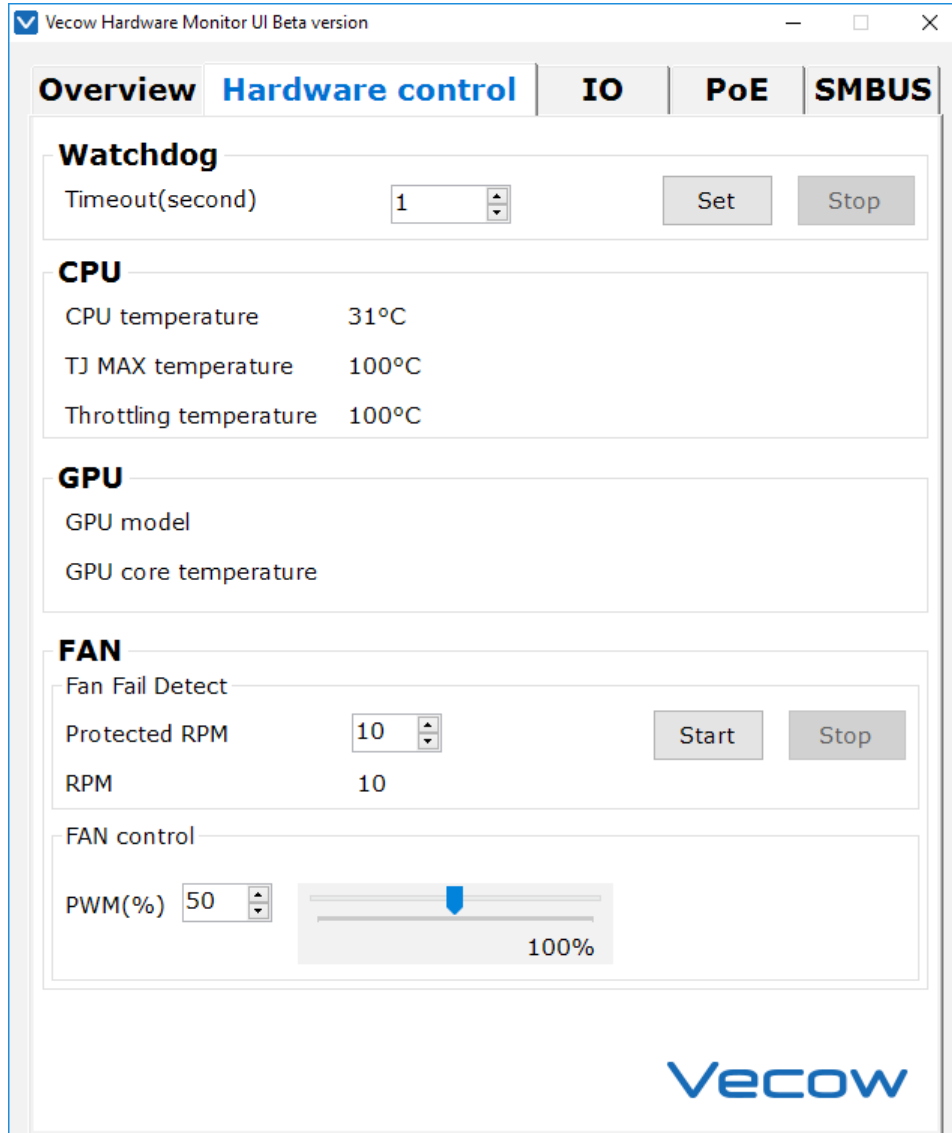 Vecow Hardware Monitor UI Beta version
Overview Hardware control IO PoE SMBUS
Watchdog
Timeout(second) 1 Set Stop
CPU
CPU temperature 31°C
TJ MAX temperature 100°C
Throttling temperature 100°C
GPU
GPU model
GPU core temperature
FAN
Fan Fail Detect
Protected RPM 10 Start Stop
RPM 10
FAN control
PWM(%) 50
100%
Vecow